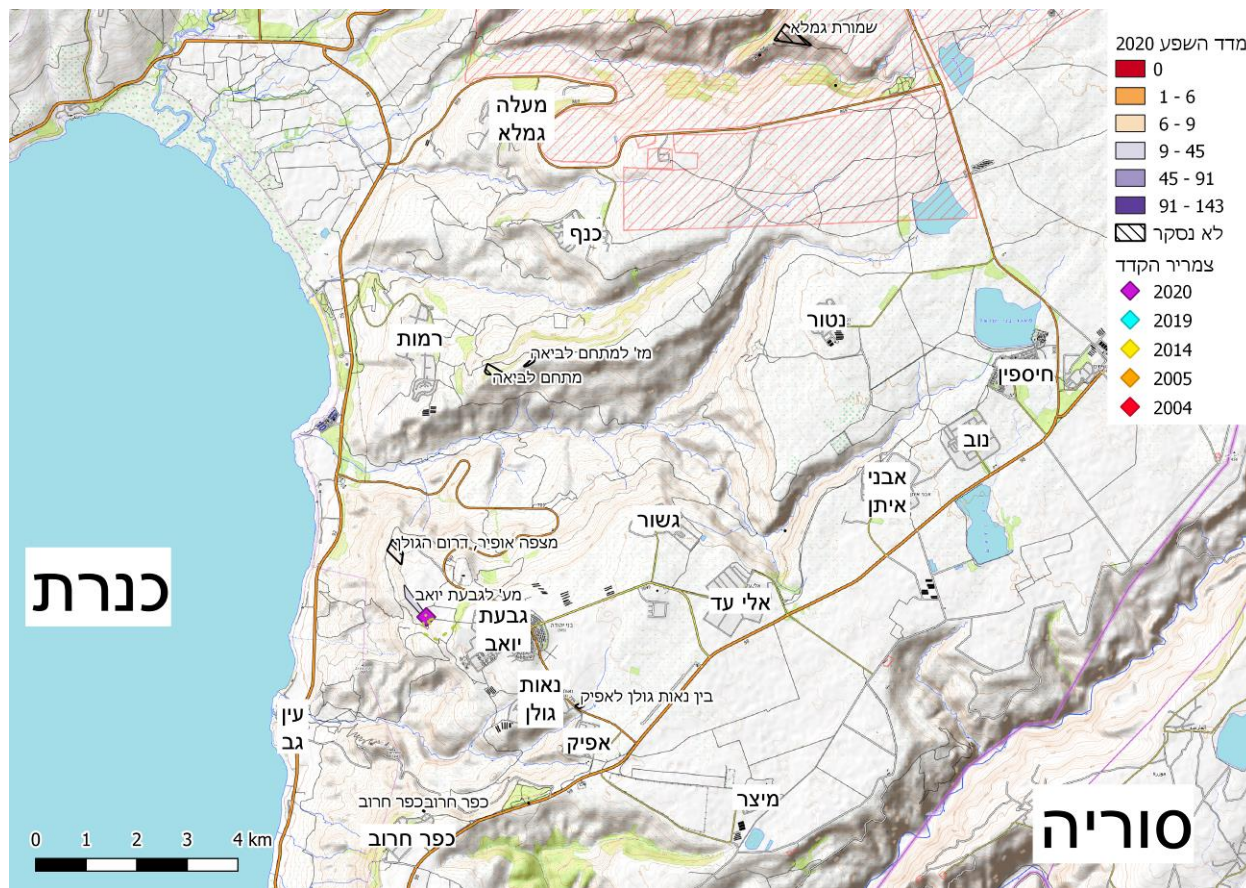 שמורת גמלא
מעלה
גמלא
כנף
נטור
רמות
מז' למתחם לביאה
מתחם לביאה
חיספין
נוב
אבני
איתן
גשור
מצפה אופיר, דרום הגולן
מע' לגבעת יואב
גבעת
יואב
אלי עד
כנרת
נאות
גולן
בין נאות גולן לאפיק
עין
גב
אפיק
מיצר
כפר חרוב
כפר חרוב
כפר חרוב
סוריה
0 1 2 3 4 km
מדד השפע 2020
0
1 - 6
6 - 9
9 - 45
45 - 91
91 - 143
לא נסקר
צמריר הקדד
2020
2019
2014
2005
2004